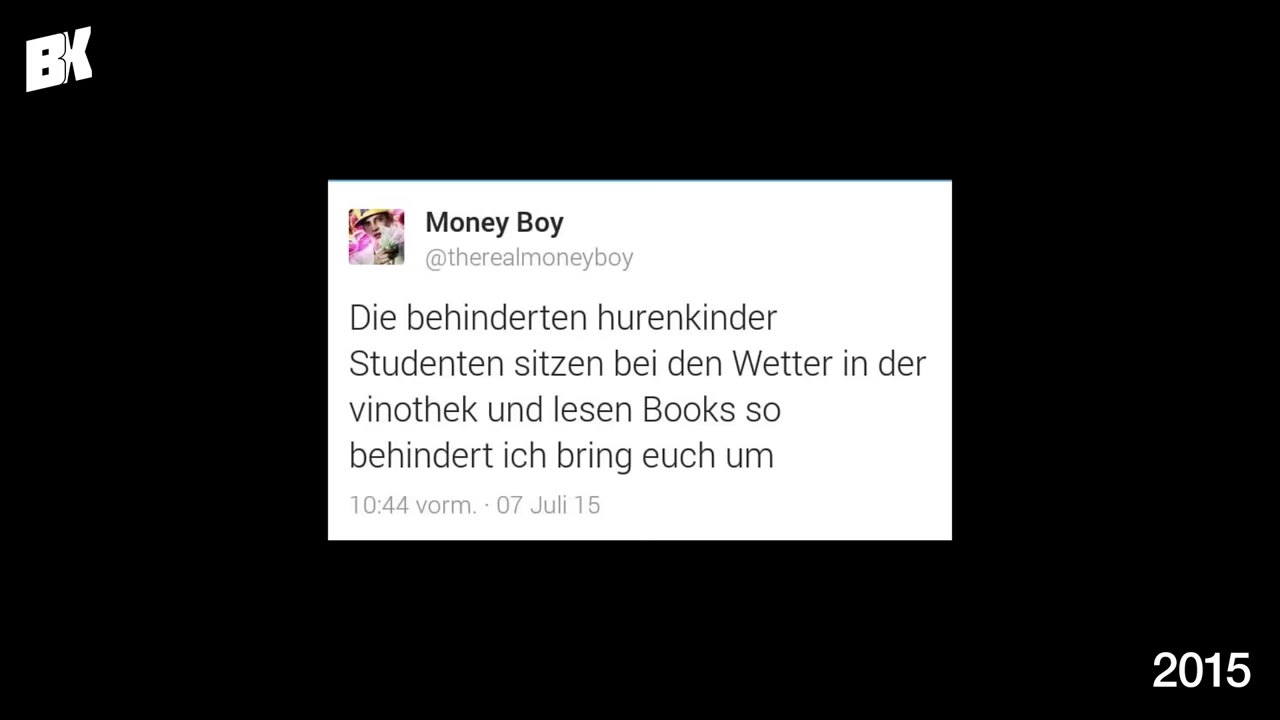 BK
Money Boy
@therealmoneyboy
Die behinderten hurenkinder
Studenten sitzen bei den Wetter in der
vinothek und lesen Books so
behindert ich bring euch um
10:44 vorm. · 07 Juli 15
2015